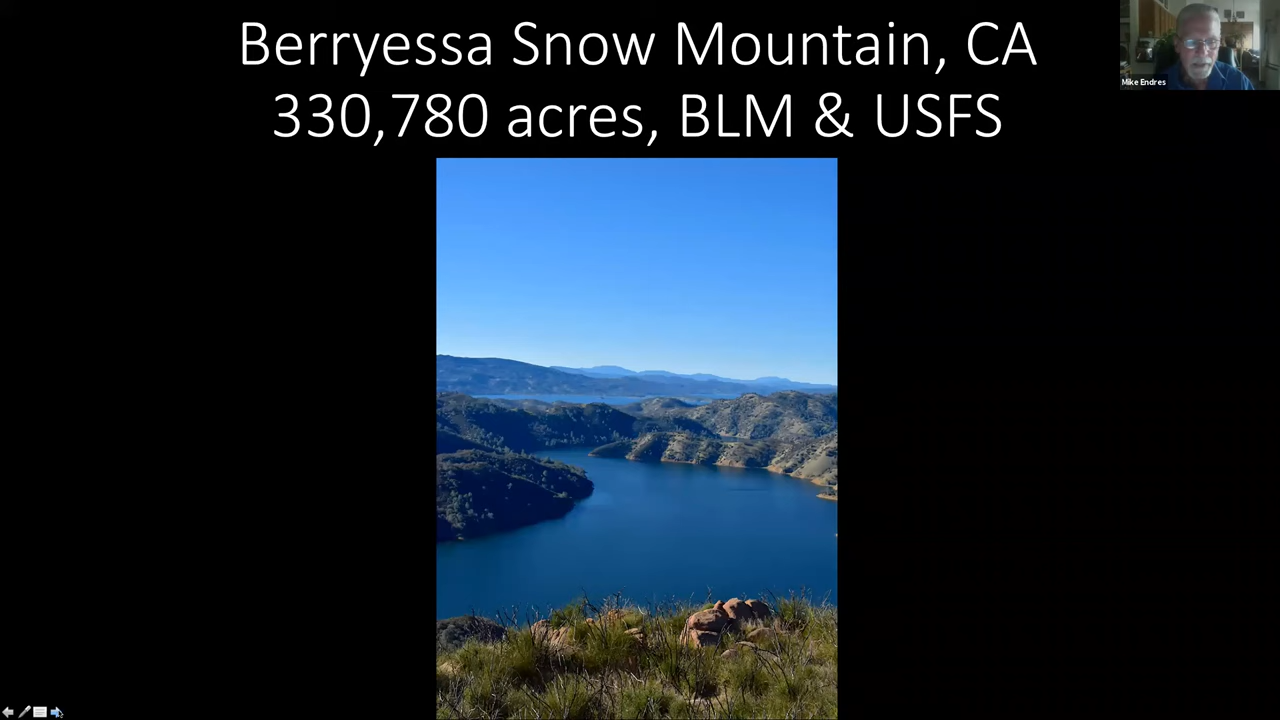 Berryessa Snow Mountain, CA
330,780 acres, BLM & USFS
Mike Endres